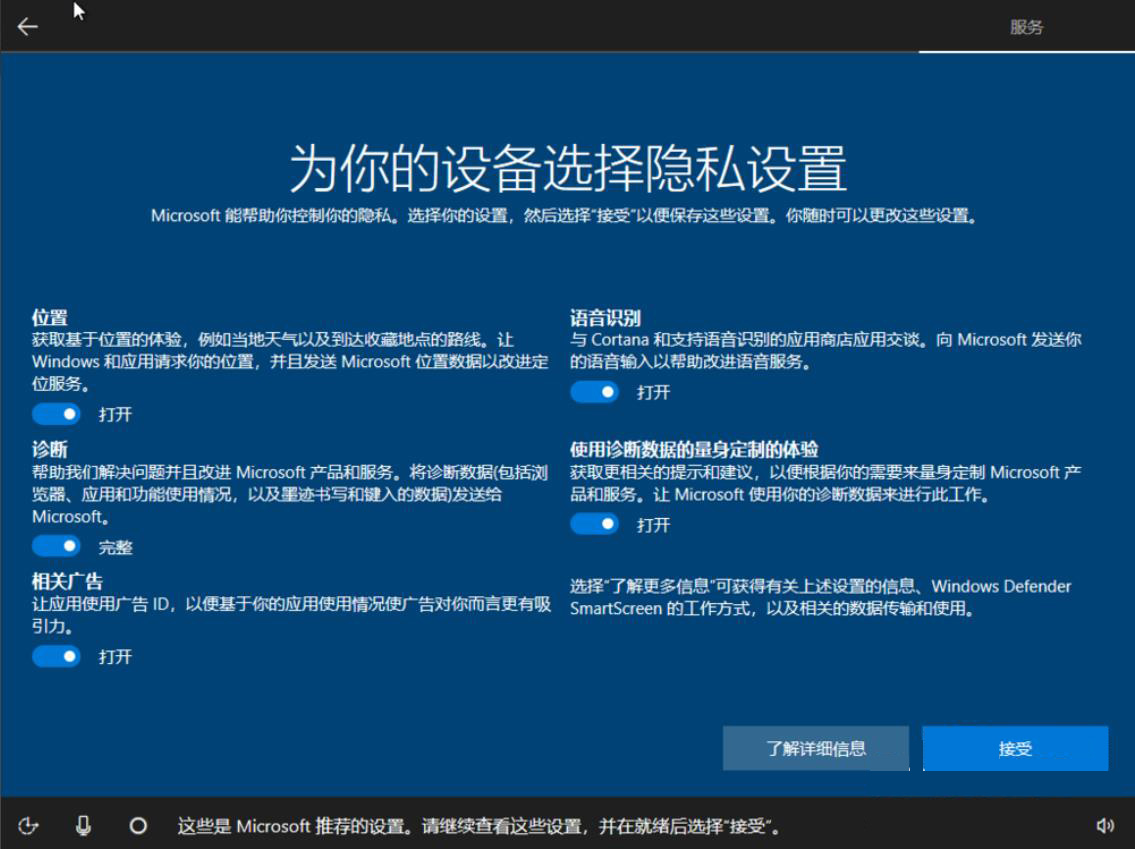 服务
为你的设备选择隐私设置
Microsoft 能帮助你控制你的隐私。选择你的设置，然后选择"接受"以便保存这些设置。你随时可以更改这些设置。
位置
获取基于位置的体验，例如当地天气以及到达收藏地点的路线。让
Windows 和应用请求你的位置，并且发送 Microsoft 位置数据以改进定
位服务。
打开
诊断
帮助我们解决问题并且改进 Microsoft 产品和服务。将诊断数据(包括浏
览器、应用和功能使用情况，以及墨迹书写和键入的数据)发送给
Microsoft。
完整
相关广告
让应用使用广告 ID，以便基于你的应用使用情况使广告对你而言更有吸
引力。
打开
语音识别
与 Cortana 和支持语音识别的应用商店应用交谈。向 Microsoft 发送你
的语音输入以帮助改进语音服务。
打开
使用诊断数据的量身定制的体验
获取更相关的提示和建议，以便根据你的需要来量身定制 Microsoft 产
品和服务。让 Microsoft 使用你的诊断数据来进行此工作。
打开
选择"了解更多信息"可获得有关上述设置的信息、Windows Defender
SmartScreen 的工作方式，以及相关的数据传输和使用。
了解详细信息
接受
这些是 Microsoft 推荐的设置。请继续查看这些设置，并在就绪后选择"接受"。